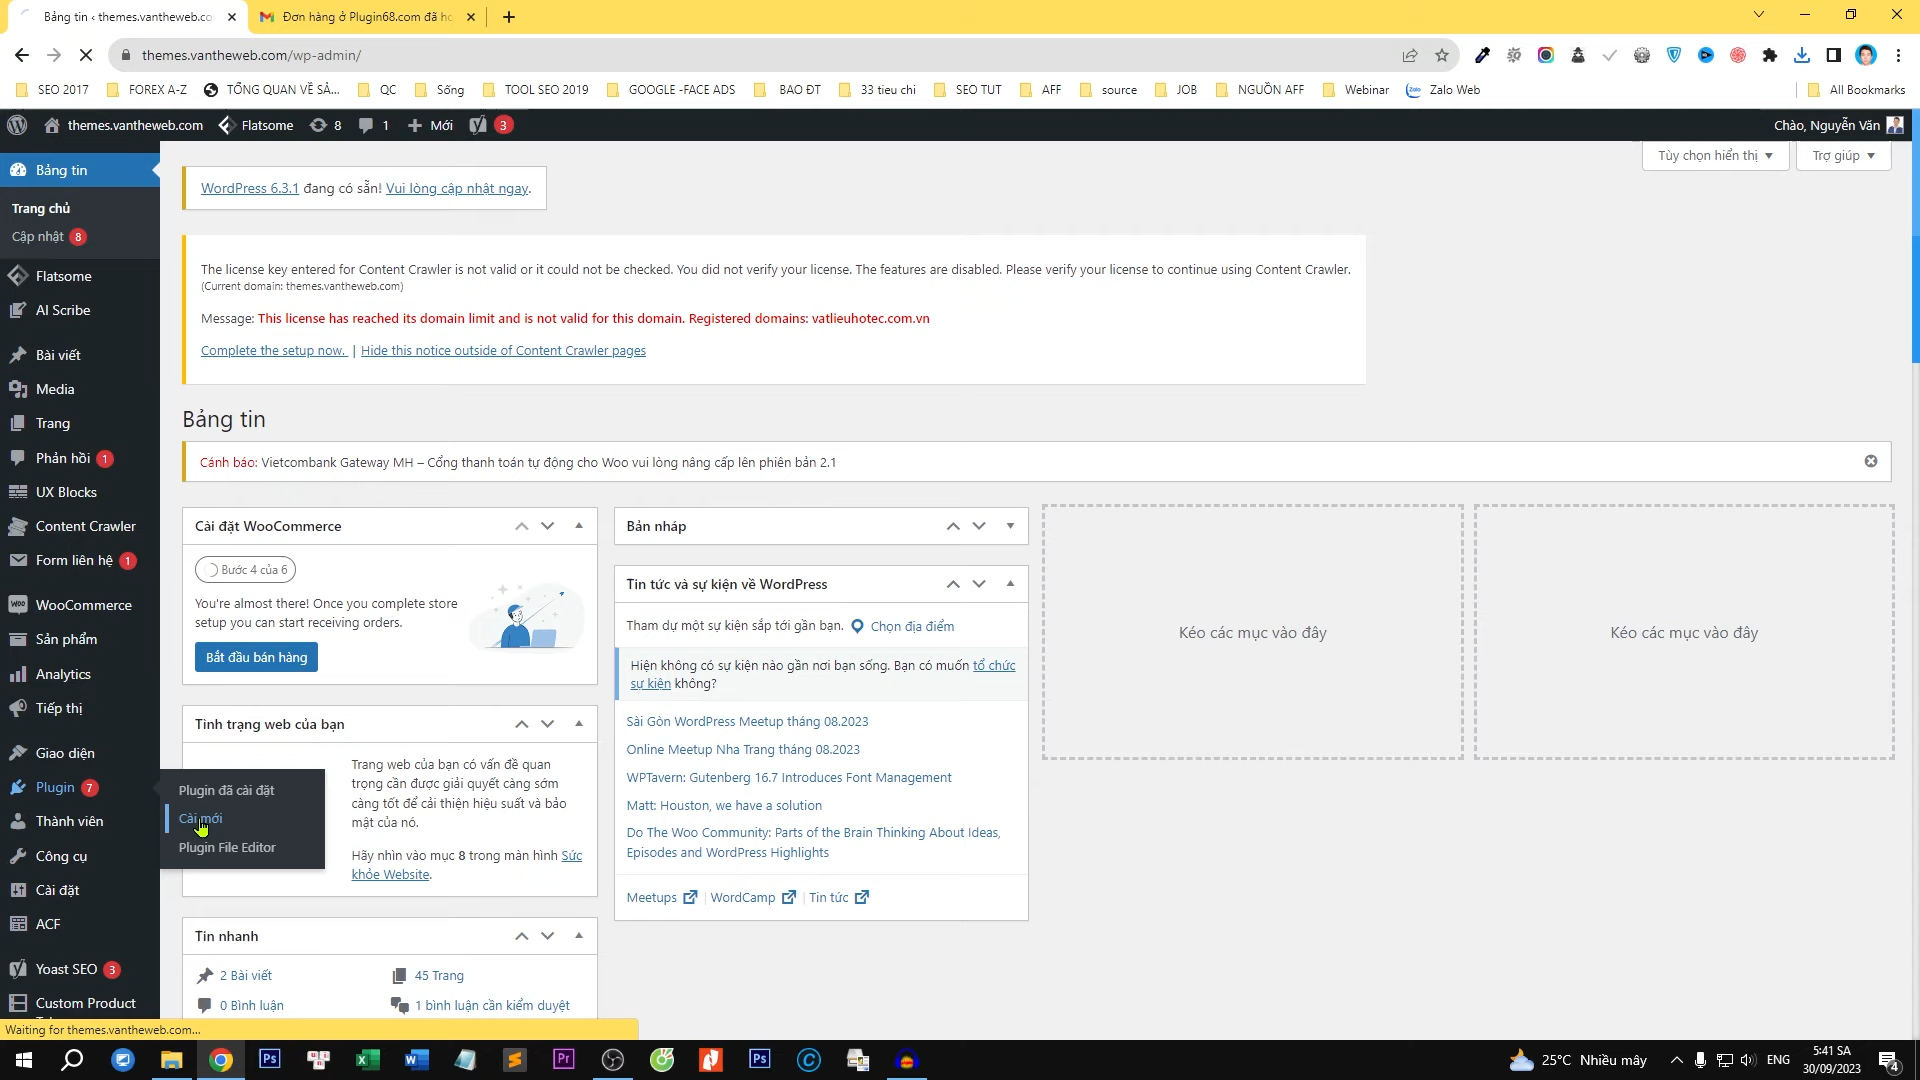 Bảng tin ‹ themes.vantheweb.co
Đơn hàng ở Plugin68.com đã ho
themes.vantheweb.com/wp-admin/
SEO 2017
FOREX A-Z
TỔNG QUAN VỀ SẢ...
QC
Sống
TOOL SEO 2019
GOOGLE -FACE ADS
BAO ĐT
33 tieu chi
SEO TUT
AFF
source
JOB
NGUỒN AFF
Webinar
Zalo Web
All Bookmarks
themes.vantheweb.com
Flatsome
8
1
Mới
3
Chào, Nguyễn Văn
Bảng tin
Trang chủ
Cập nhật 8
Flatsome
AI Scribe
Bài viết
Media
Trang
Phản hồi 1
UX Blocks
Content Crawler
Form liên hệ 1
WooCommerce
Sản phẩm
Analytics
Tiếp thị
Giao diện
Plugin 7
Thành viên
Công cụ
Cài đặt
ACF
Yoast SEO 3
Custom Product
Plugin đã cài đặt
Cài mới
Plugin File Editor
Tùy chọn hiển thị
Trợ giúp
WordPress 6.3.1 đang có sẵn! Vui lòng cập nhật ngay.
The license key entered for Content Crawler is not valid or it could not be checked. You did not verify your license. The features are disabled. Please verify your license to continue using Content Crawler.
(Current domain: themes.vantheweb.com)
Message: This license has reached its domain limit and is not valid for this domain. Registered domains: vatlieuhotec.com.vn
Complete the setup now. | Hide this notice outside of Content Crawler pages
Bảng tin
Cảnh báo: Vietcombank Gateway MH – Cổng thanh toán tự động cho Woo vui lòng nâng cấp lên phiên bản 2.1
Cài đặt WooCommerce
Bước 4 của 6
You're almost there! Once you complete store
setup you can start receiving orders.
Bắt đầu bán hàng
Tình trạng web của bạn
Trang web của bạn có vấn đề quan
trọng cần được giải quyết càng sớm
càng tốt để cải thiện hiệu suất và bảo
mật của nó.
Hãy nhìn vào mục 8 trong màn hình Sức
khỏe Website.
Tin nhanh
2 Bài viết
45 Trang
0 Bình luận
1 bình luận cần kiểm duyệt
Bản nháp
Tin tức và sự kiện về WordPress
Tham dự một sự kiện sắp tới gần bạn. Chọn địa điểm
Hiện không có sự kiện nào gần nơi bạn sống. Bạn có muốn tổ chức
sự kiện không?
Sài Gòn WordPress Meetup tháng 08.2023
Online Meetup Nha Trang tháng 08.2023
WPTavern: Gutenberg 16.7 Introduces Font Management
Matt: Houston, we have a solution
Do The Woo Community: Parts of the Brain Thinking About Ideas,
Episodes and WordPress Highlights
Meetups | WordCamp | Tin tức
Kéo các mục vào đây
Kéo các mục vào đây
Waiting for themes.vantheweb.com...
25°C Nhiều mây
ENG
5:41 SA
30/09/2023
4